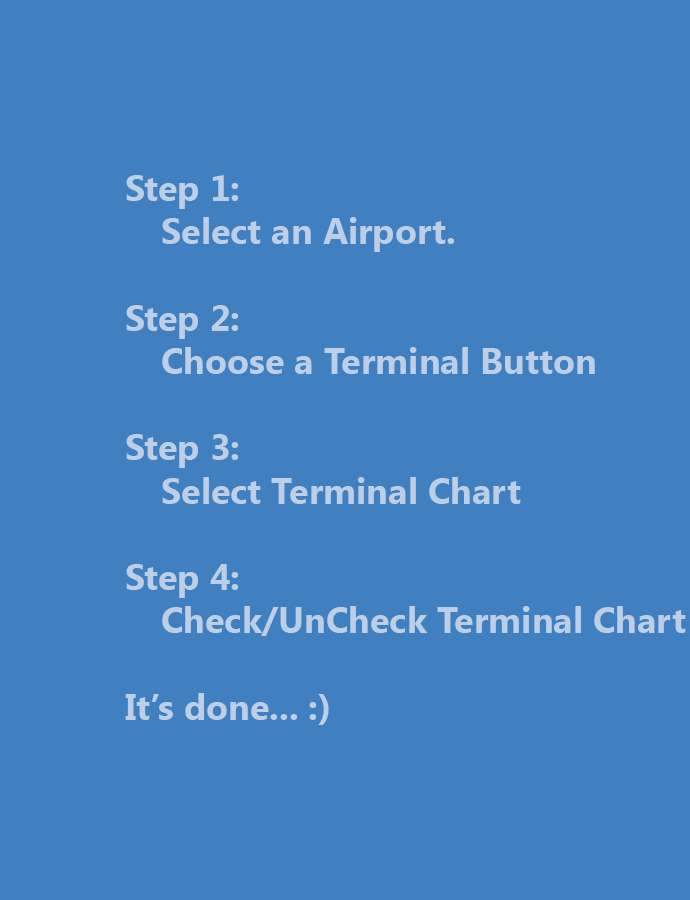 Step 1:
Select an Airport.
Step 2:
Choose a Terminal Button
Step 3:
Select Terminal Chart
Step 4:
Check/UnCheck Terminal Chart
It’s done... :)